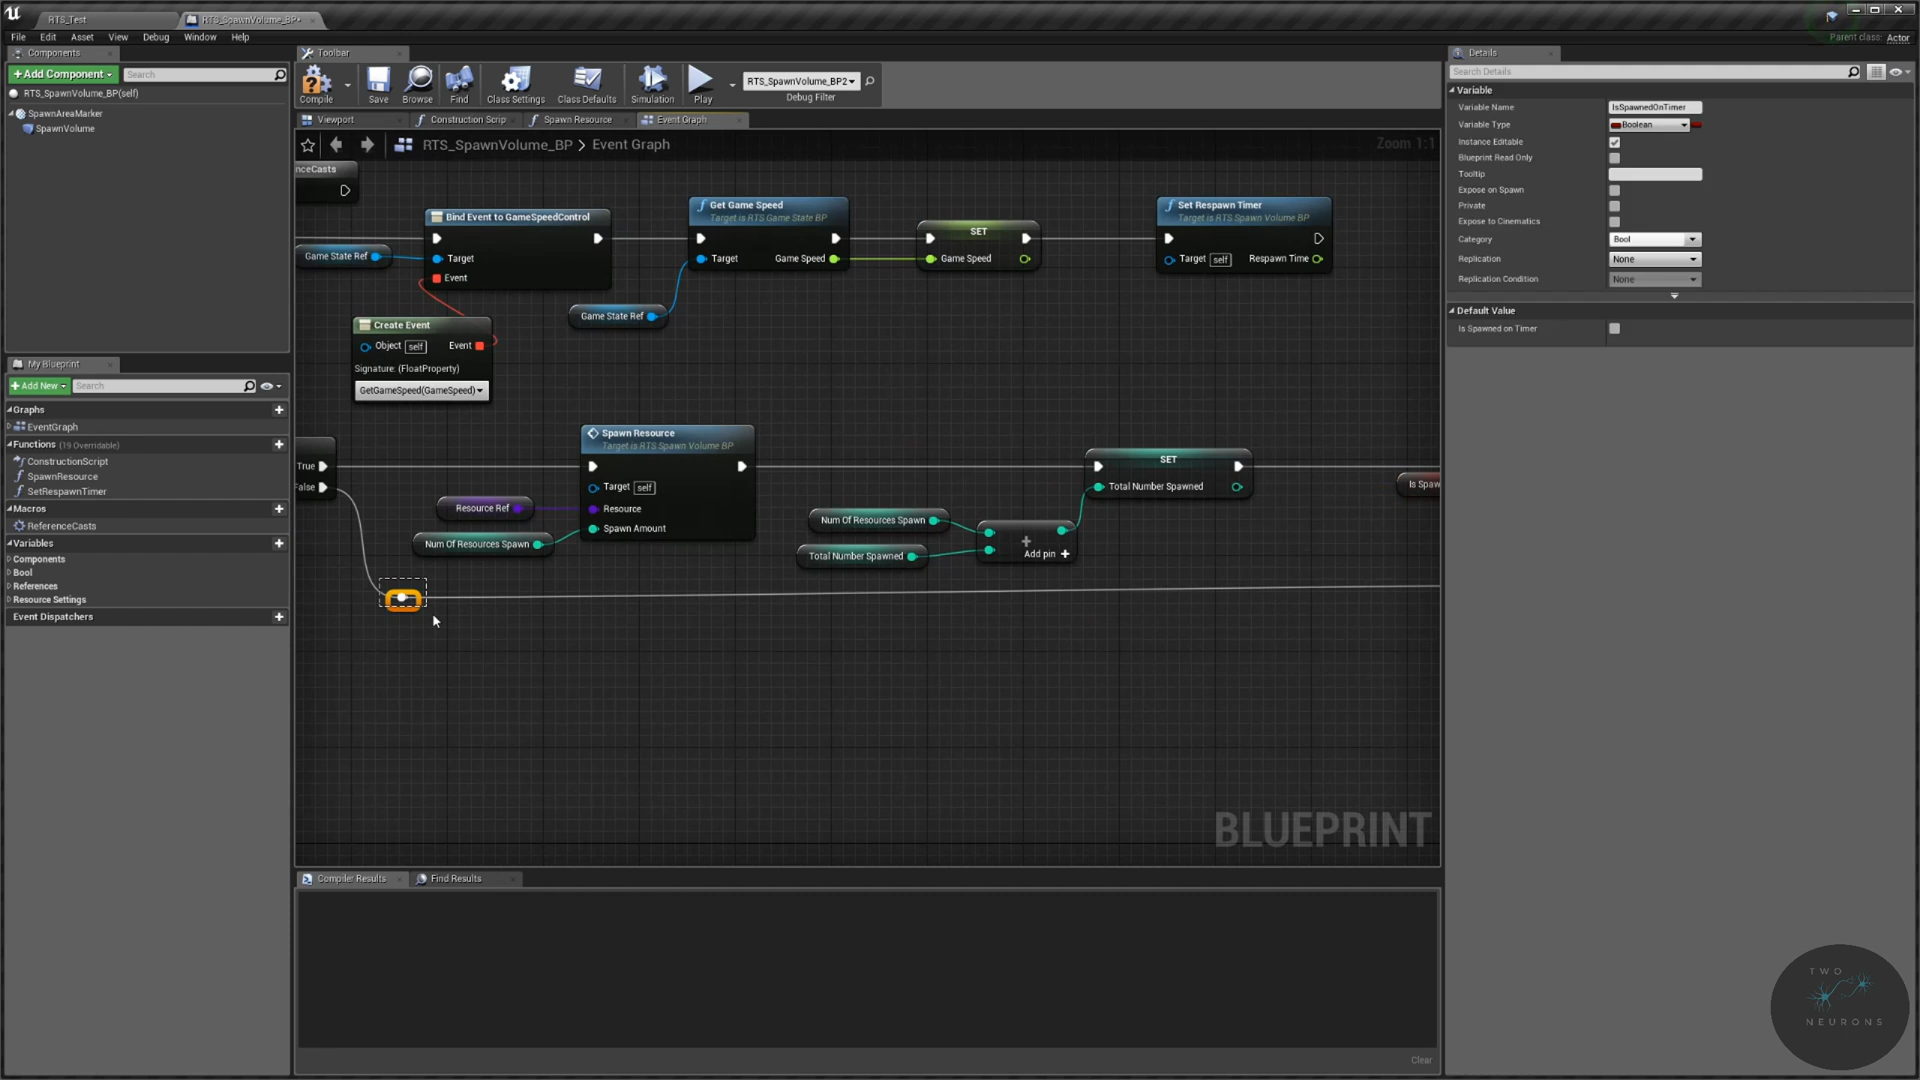 RTS_Test
RTS_SpawnVolume_BP*
File Edit Asset View Debug Window Help
Parent class: Actor
Components
+Add Component
Search
RTS_SpawnVolume_BP(self)
SpawnAreaMarker
SpawnVolume
Toolbar
Compile
Save
Browse
Find
Class Settings
Class Defaults
Simulation
Play
RTS_SpawnVolume_BP2
Debug Filter
Viewport
Construction Scrip
Spawn Resource
Event Graph
RTS_SpawnVolume_BP > Event Graph
Zoom 1:1
nceCasts
Bind Event to GameSpeedControl
Target
Event
Game State Ref
Create Event
Object self Event
Signature: (FloatProperty)
GetGameSpeed(GameSpeed)
Get Game Speed
Target is RTS Game State BP
Target Game Speed
Game State Ref
SET
Game Speed
Set Respawn Timer
Target is RTS Spawn Volume BP
Target self Respawn Time
True
False
Spawn Resource
Target is RTS Spawn Volume BP
Target self
Resource
Spawn Amount
Resource Ref
Num Of Resources Spawn
Num Of Resources Spawn
Total Number Spawned
Add pin +
SET
Total Number Spawned
Is Spaw
BLUEPRINT
My Blueprint
+Add New
Search
Graphs
EventGraph
Functions (19 Overridable)
ConstructionScript
SpawnResource
SetRespawnTimer
Macros
ReferenceCasts
Variables
Components
Bool
References
Resource Settings
Event Dispatchers
Compiler Results
Find Results
Clear
Details
Search Details
Variable
Variable Name IsSpawnedOnTimer
Variable Type Boolean
Instance Editable
Blueprint Read Only
Tooltip
Expose on Spawn
Private
Expose to Cinematics
Category Bool
Replication None
Replication Condition None
Default Value
Is Spawned on Timer
TWO
NEURONS